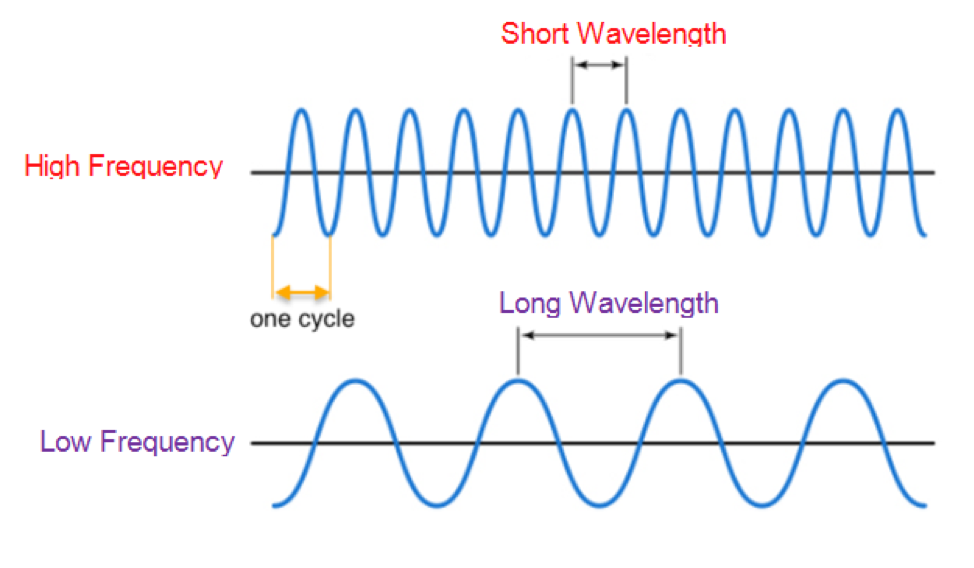 Short Wavelength
High Frequency
one cycle
Long Wavelength
Low Frequency